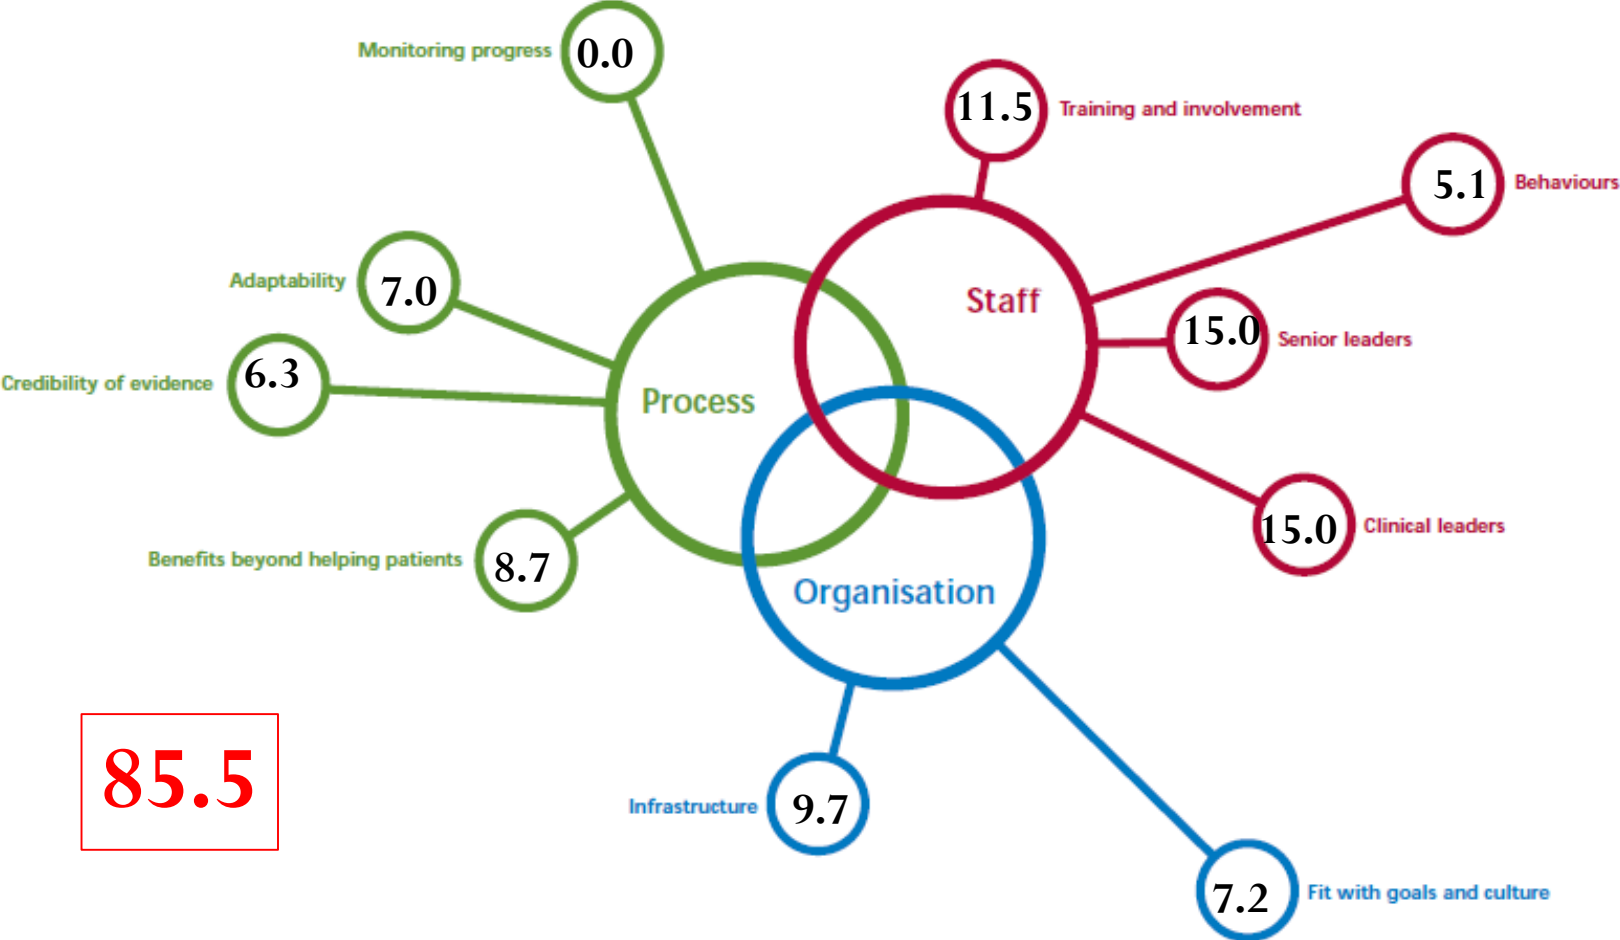 Monitoring progress
0.0
11.5
Training and involvement
5.1
Behaviours
Adaptability
7.0
Staff
15.0
Senior leaders
Credibility of evidence
6.3
Process
15.0
Clinical leaders
Benefits beyond helping patients
8.7
Organisation
85.5
Infrastructure
9.7
7.2
Fit with goals and culture